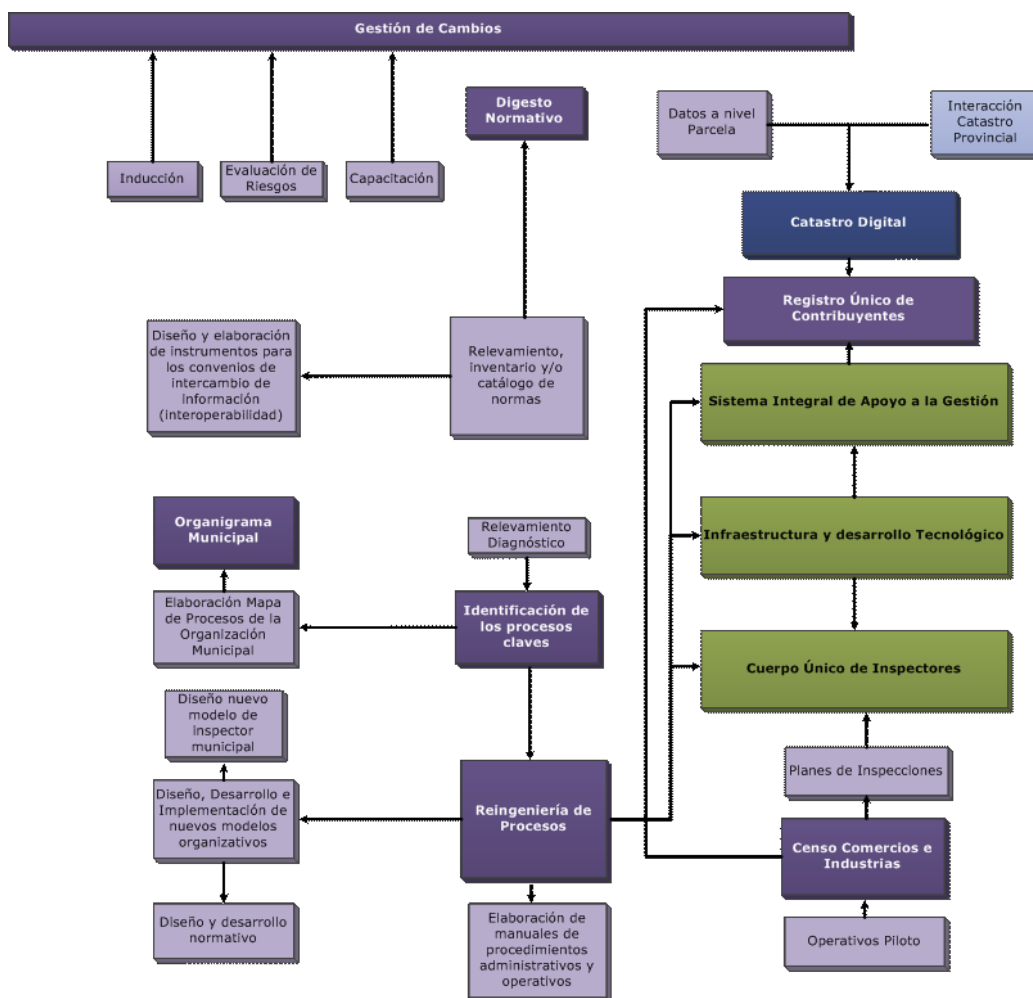 Gestión de Cambios
Inducción
Evaluación de
Riesgos
Capacitación
Digesto
Normativo
Datos a nivel
Parcela
Interacción
Catastro
Provincial
Catastro Digital
Registro Único de
Contribuyentes
Diseño y elaboración
de instrumentos para
los convenios de
intercambio de
información
(interoperabilidad)
Relevamiento,
inventario y/o
catálogo de
normas
Sistema Integral de Apoyo a la Gestión
Organigrama
Municipal
Relevamiento
Diagnóstico
Infraestructura y desarrollo Tecnológico
Elaboración Mapa
de Procesos de la
Organización
Municipal
Identificación de
los procesos
claves
Cuerpo Único de Inspectores
Diseño nuevo
modelo de
inspector
municipal
Planes de Inspecciones
Diseño, Desarrollo e
Implementación de
nuevos modelos
organizativos
Reingeniería de
Procesos
Censo Comercios e
Industrias
Diseño y desarrollo
normativo
Elaboración de
manuales de
procedimientos
administrativos y
operativos
Operativos Piloto